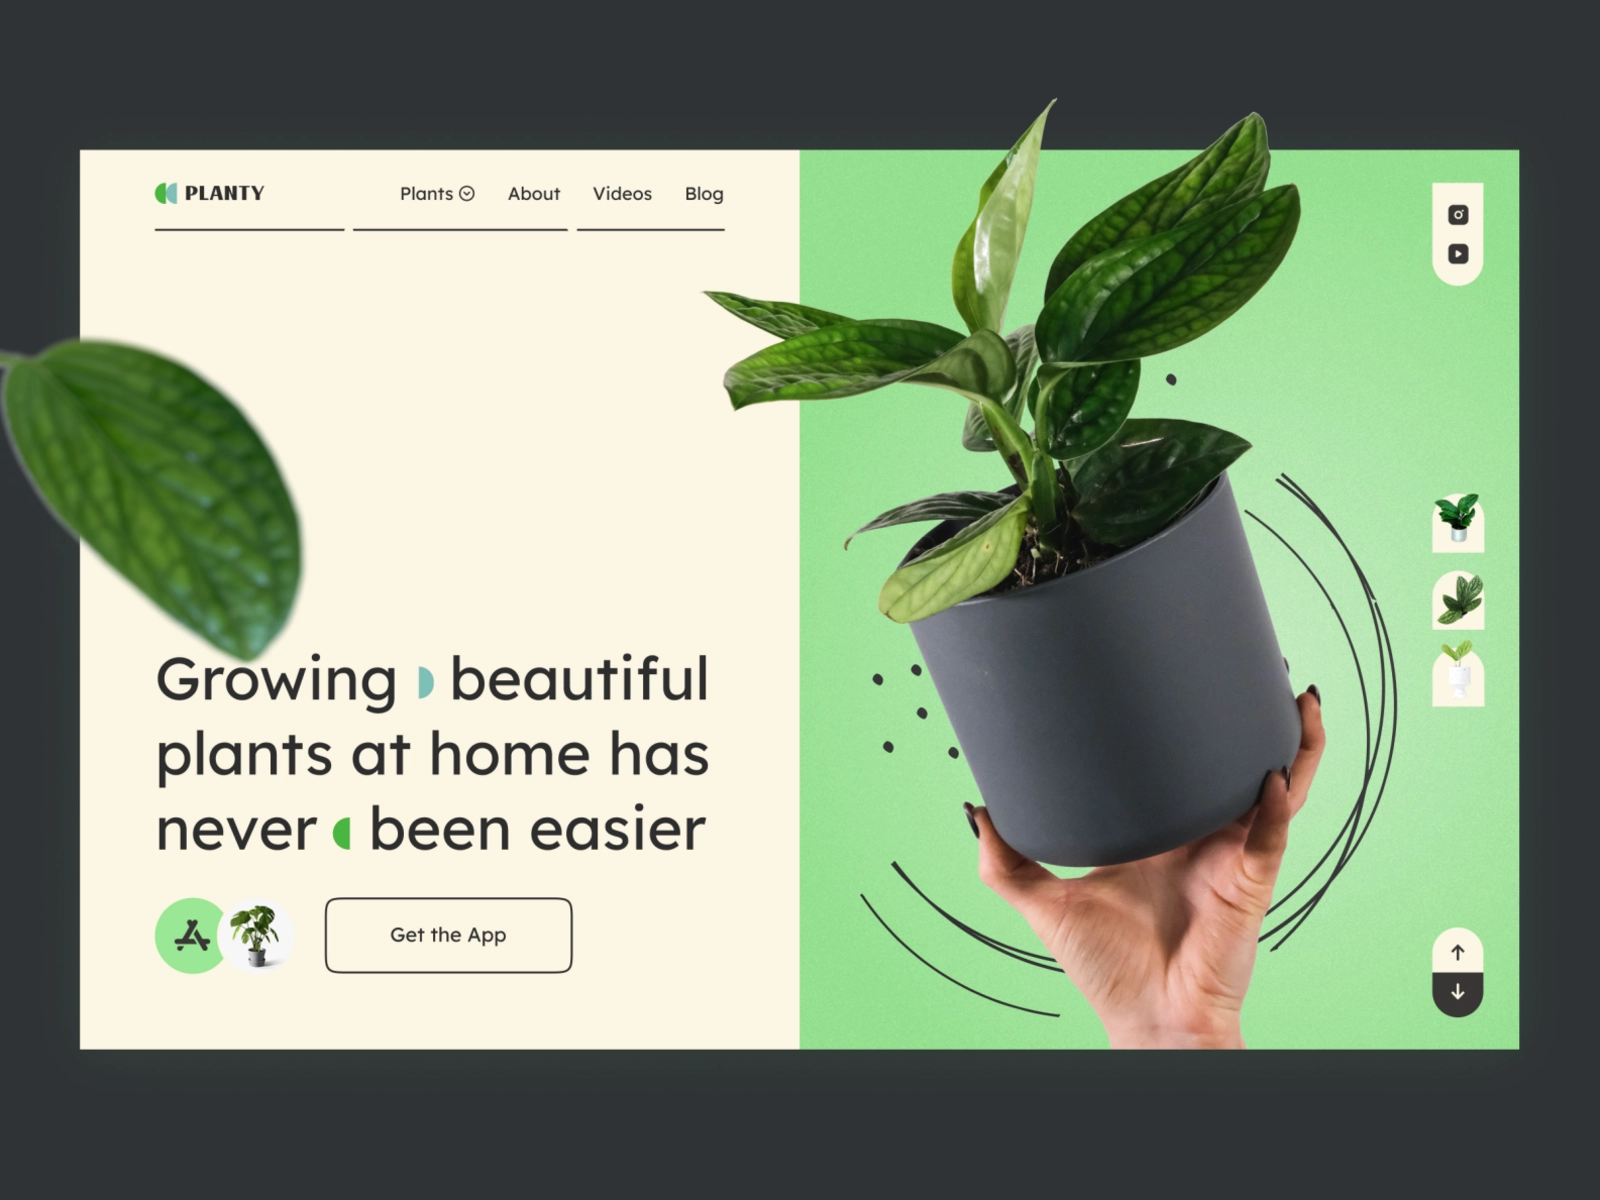 PLANTY
Plants About Videos Blog
Growing beautiful
plants at home has
never been easier
Get the App